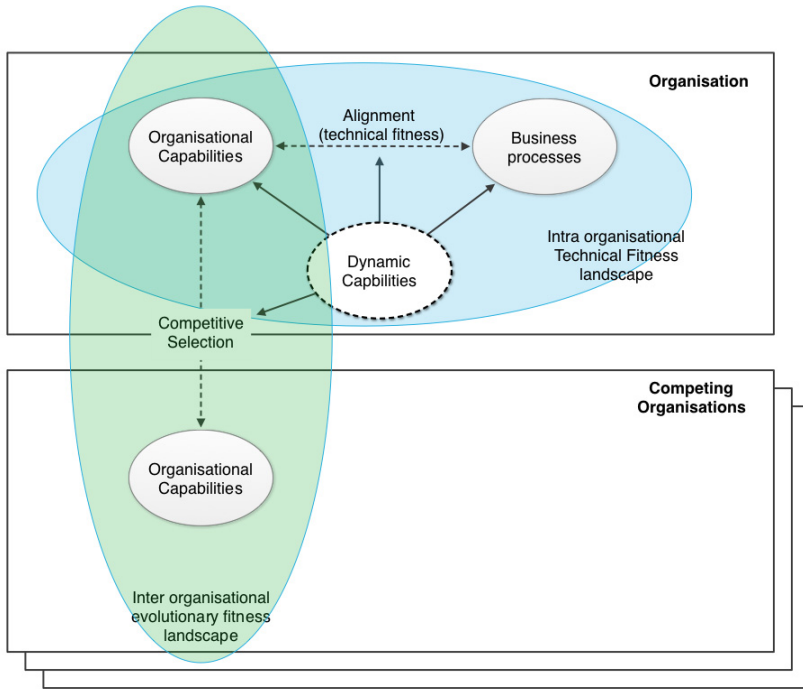 Organisation
Alignment
(technical fitness)
Organisational
Capabilities
Business
processes
Intra organisational
Technical Fitness
landscape
Dynamic
Capbilities
Competitive
Selection
Competing
Organisations
Organisational
Capabilities
Inter organisational
evolutionary fitness
landscape